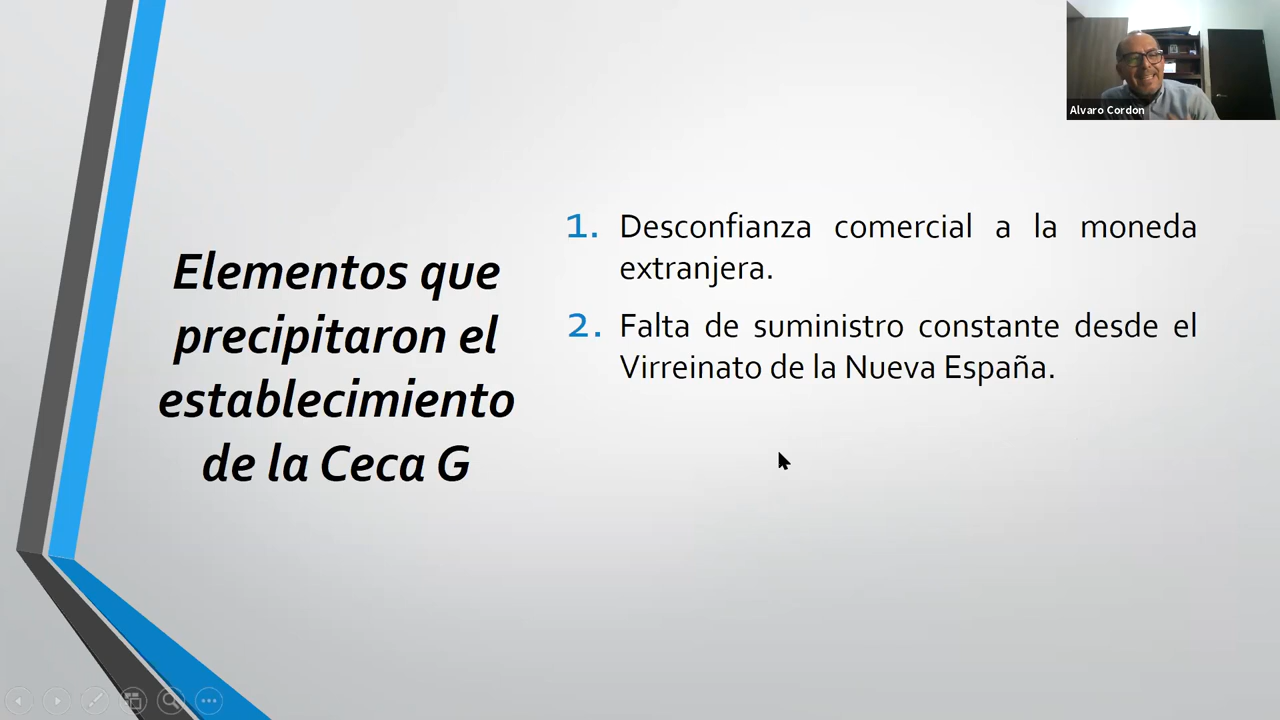 Alvaro Cordon
Elementos que
precipitaron el
establecimiento
de la Ceca G
1. Desconfianza comercial a la moneda
extranjera.
2. Falta de suministro constante desde el
Virreinato de la Nueva España.